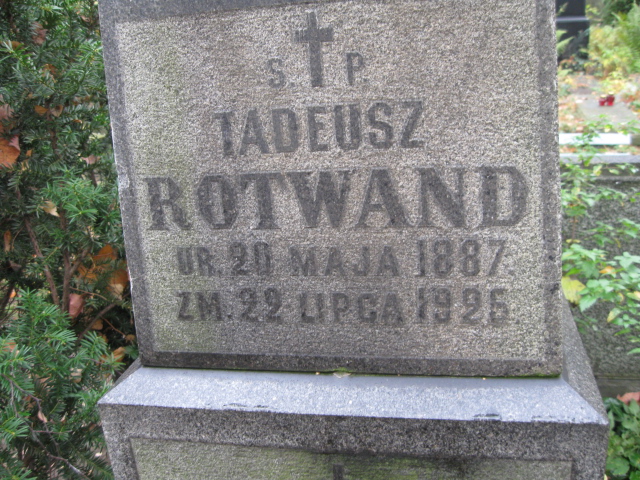 S. P.
TADEUSZ
ROTWAND
UR. 20 MAJA 1887.
ZM. 22 LIPCA 1925.